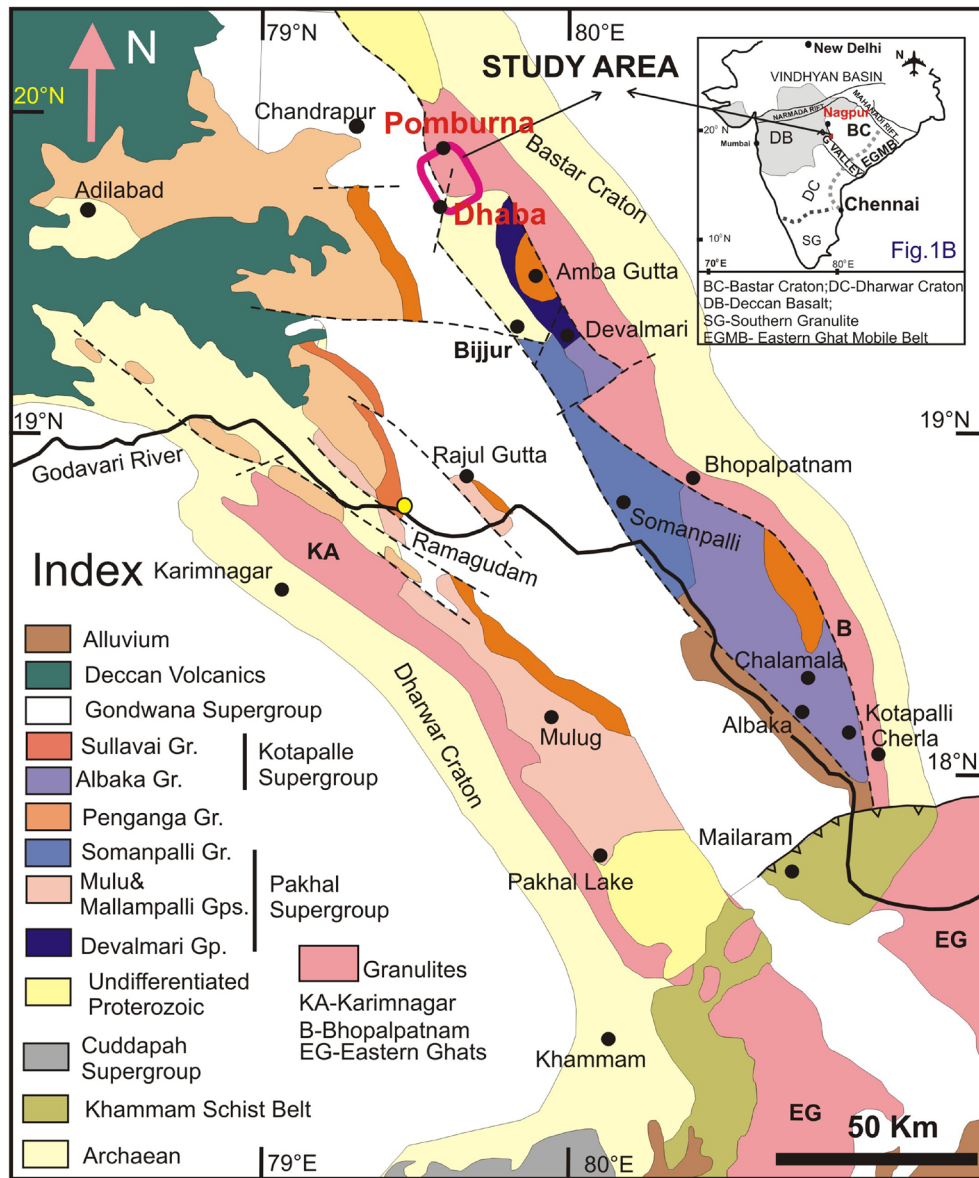 79°N
80°E
N
STUDY AREA
20°N
Chandrapur
Pomburna
Bastar Craton
Adilabad
Dhaba
Amba Gutta
Devalmari
Bijjur
New Delhi
N
VINDHYAN BASIN
NARMADA RIFT
MAHANADI RIFT
Nagpur
20°N
Mumbai
DB
BC
PG VALLEY
EGMB
DC
Chennai
10°N
SG
Fig.1B
70°E
80°E
BC-Bastar Craton;DC-Dharwar Craton
DB-Deccan Basalt;
SG-Southern Granulite
EGMB- Eastern Ghat Mobile Belt
19°N
19°N
Godavari River
Rajul Gutta
Bhopalpatnam
Somanpalli
KA
Ramagudam
Karimnagar
B
Dharwar Craton
Chalamala
Albaka
Kotapalli
Cherla
Mulug
18°N
Mailaram
Pakhal Lake
EG
Khammam
EG
50 Km
79°E
80°E
Index
Alluvium
Deccan Volcanics
Gondwana Supergroup
Sullavai Gr.
Albaka Gr.
Kotapalle
Supergroup
Penganga Gr.
Somanpalli Gr.
Mulu&
Mallampalli Gps.
Devalmari Gp.
Pakhal
Supergroup
Undifferentiated
Proterozoic
Cuddapah
Supergroup
Khammam Schist Belt
Archaean
Granulites
KA-Karimnagar
B-Bhopalpatnam
EG-Eastern Ghats